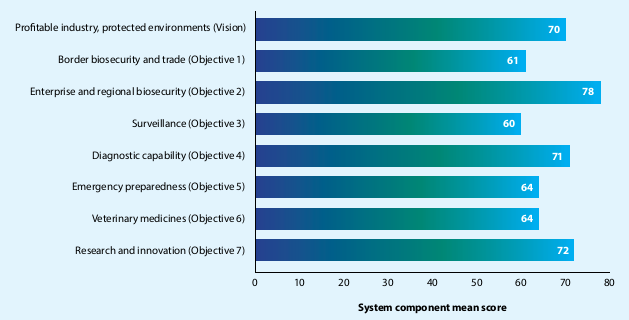 Profitable industry, protected environments (Vision) 70
Border biosecurity and trade (Objective 1) 61
Enterprise and regional biosecurity (Objective 2) 78
Surveillance (Objective 3) 60
Diagnostic capability (Objective 4) 71
Emergency preparedness (Objective 5) 64
Veterinary medicines (Objective 6) 64
Research and innovation (Objective 7) 72
0 10 20 30 40 50 60 70 80
System component mean score